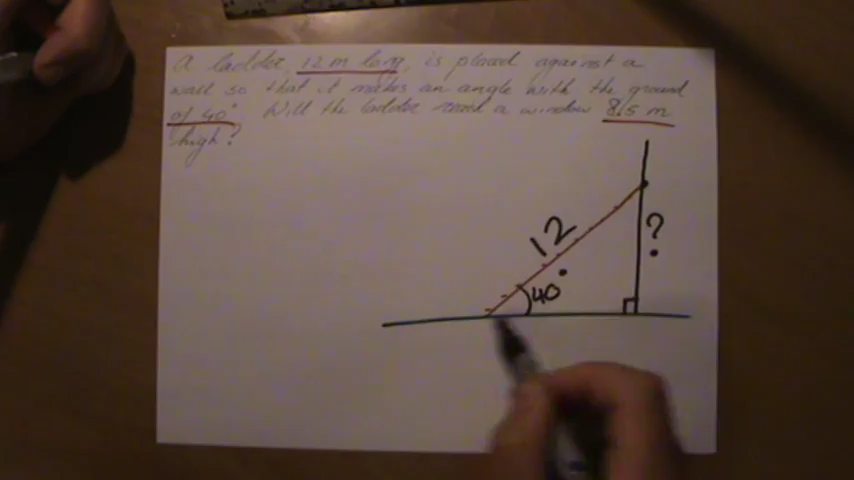 A ladder, 12 m long, is placed against a
wall so that it makes an angle with the ground
of 40° Will the ladder reach a window 8.5 m
high?
12
?
40°